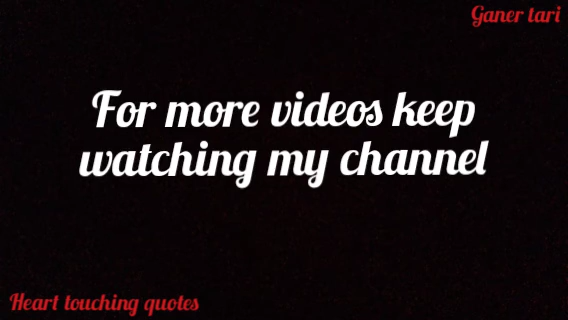 Ganer tari
For more videos keep
watching my channel
Heart touching quotes